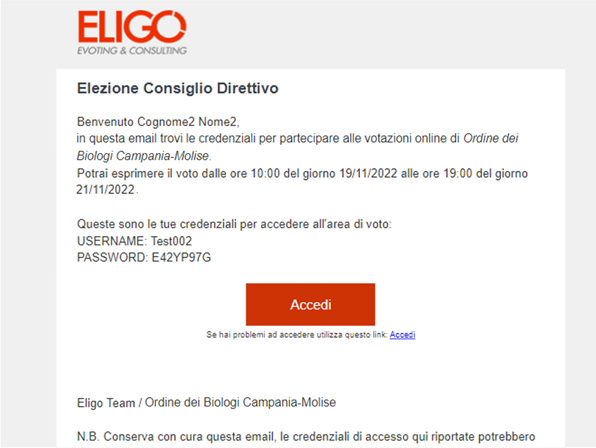 ELIGO
EVOTING & CONSULTING
Elezione Consiglio Direttivo
Benvenuto Cognome2 Nome2,
in questa email trovi le credenziali per partecipare alle votazioni online di Ordine dei
Biologi Campania-Molise.
Potrai esprimere il voto dalle ore 10:00 del giorno 19/11/2022 alle ore 19:00 del giorno
21/11/2022.
Queste sono le tue credenziali per accedere all'area di voto:
USERNAME: Test002
PASSWORD: E42YP97G
Accedi
Se hai problemi ad accedere utilizza questo link: Accedi
Eligo Team / Ordine dei Biologi Campania-Molise
N.B. Conserva con cura questa email, le credenziali di accesso qui riportate potrebbero